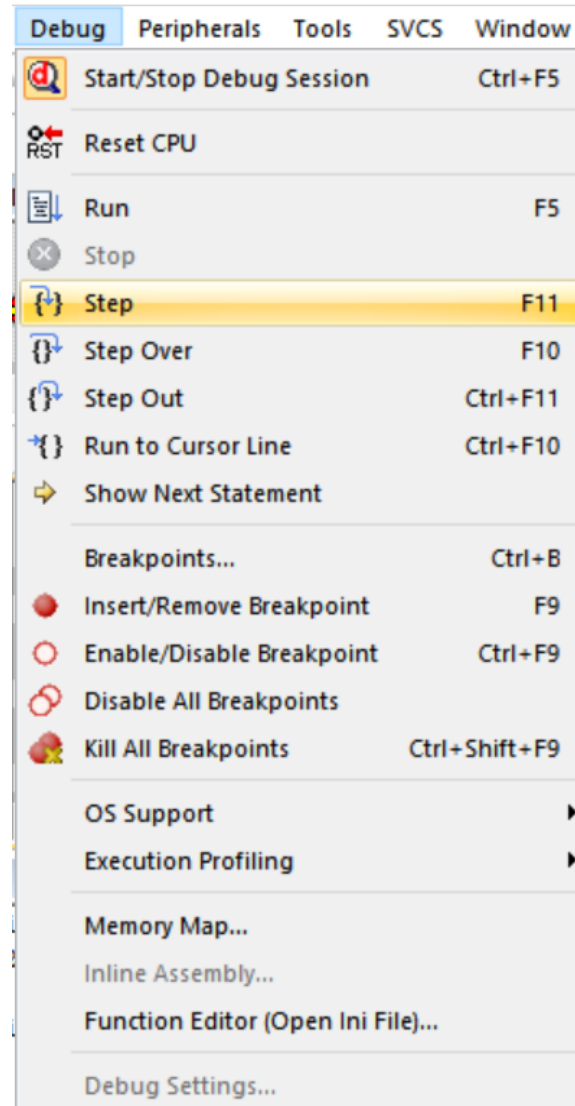 Debug Peripherals Tools SVCS Window
Start/Stop Debug Session Ctrl+F5
RST Reset CPU
Run F5
Stop
Step F11
Step Over F10
Step Out Ctrl+F11
Run to Cursor Line Ctrl+F10
Show Next Statement
Breakpoints... Ctrl+B
Insert/Remove Breakpoint F9
Enable/Disable Breakpoint Ctrl+F9
Disable All Breakpoints
Kill All Breakpoints Ctrl+Shift+F9
OS Support
Execution Profiling
Memory Map...
Inline Assembly...
Function Editor (Open Ini File)...
Debug Settings...